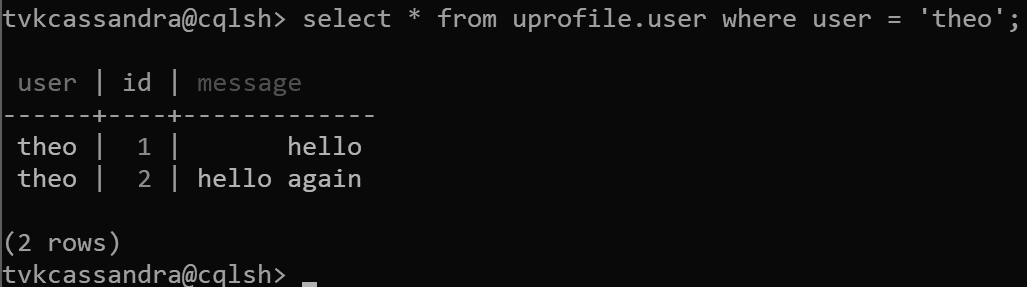 tvkcassandra@cqlsh> select * from uprofile.user where user = 'theo';
 user | id | message
------+----+-------------
 theo |  1 |       hello
 theo |  2 | hello again
(2 rows)
tvkcassandra@cqlsh>